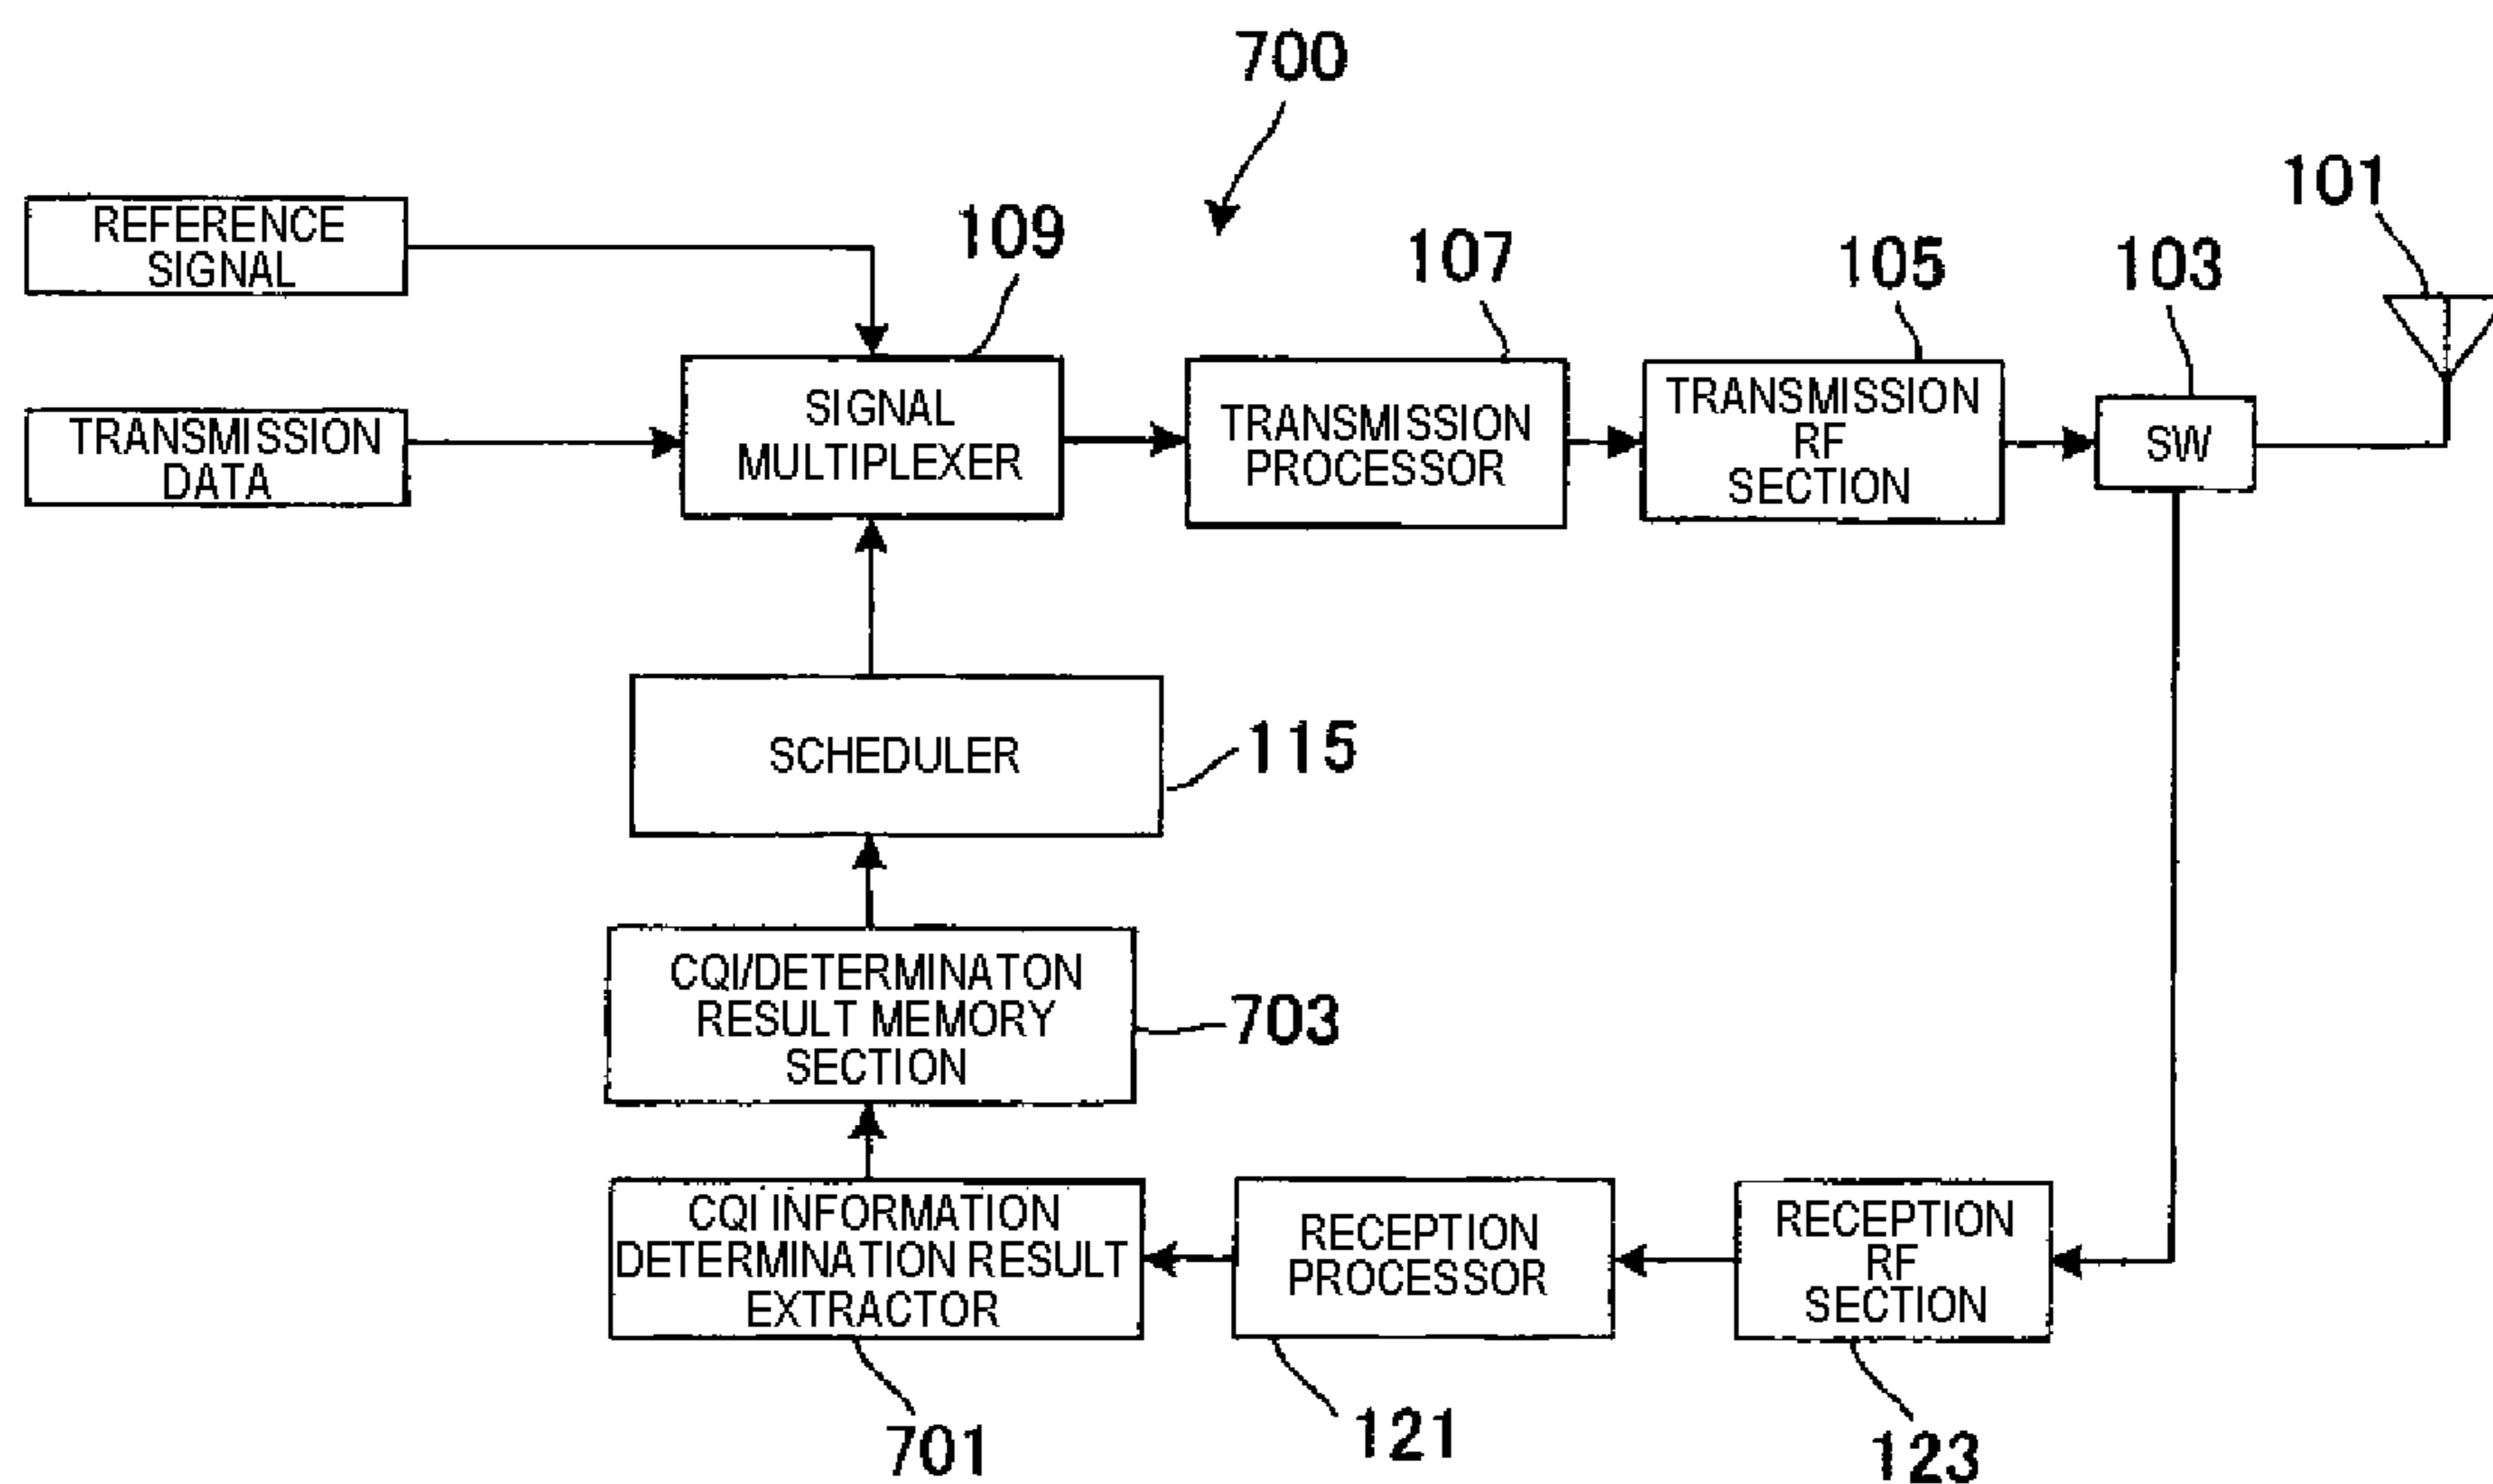 700
101
REFERENCE
SIGNAL
109
107
105
103
TRANSMISSION
DATA
SIGNAL
MULTIPLEXER
TRANSMISSION
PROCESSOR
TRANSMISSION
RF
SECTION
SW
SCHEDULER
115
CQI/DETERMINATON
RESULT MEMORY
SECTION
703
CQI INFORMATION
DETERMINATION RESULT
EXTRACTOR
RECEPTION
PROCESSOR
RECEPTION
RF
SECTION
701
121
123